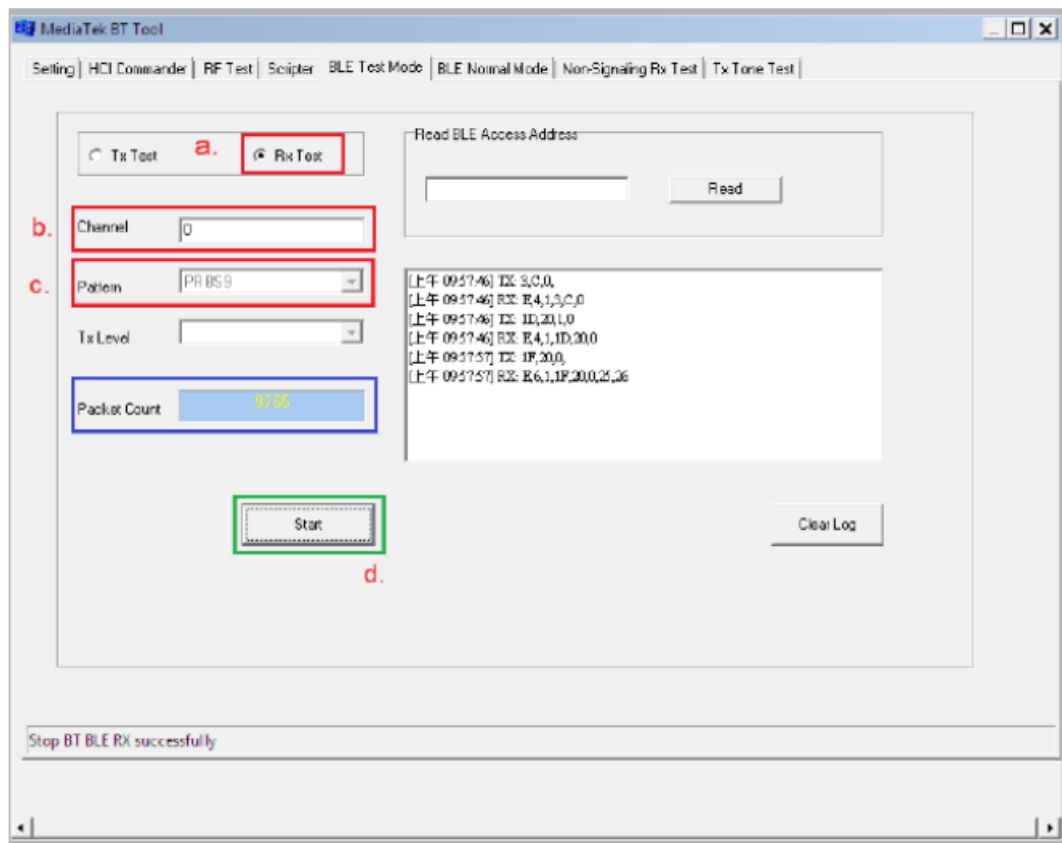 MediaTek BT Tool
Setting | HCI Commander | RF Test | Scripter | BLE Test Mode | BLE Normal Mode | Non-Signaling Rx Test | Tx Tone Test |
Tx Test a. Rx Test
Read BLE Access Address
Read
b. Channel 0
c. Pattern PRBS9
Tx Level
Packet Count 9765
[上午 09:57:46] TX: 3,C,0,
[上午 09:57:46] RX: E,4,1,3,C,0
[上午 09:57:46] TX: 1D,20,1,0
[上午 09:57:46] RX: E,4,1,1D,20,0
[上午 09:57:57] TX: 1F,20,0,
[上午 09:57:57] RX: E,6,1,1F,20,0,25,26
Start
d.
Clear Log
Stop BT BLE RX successfully